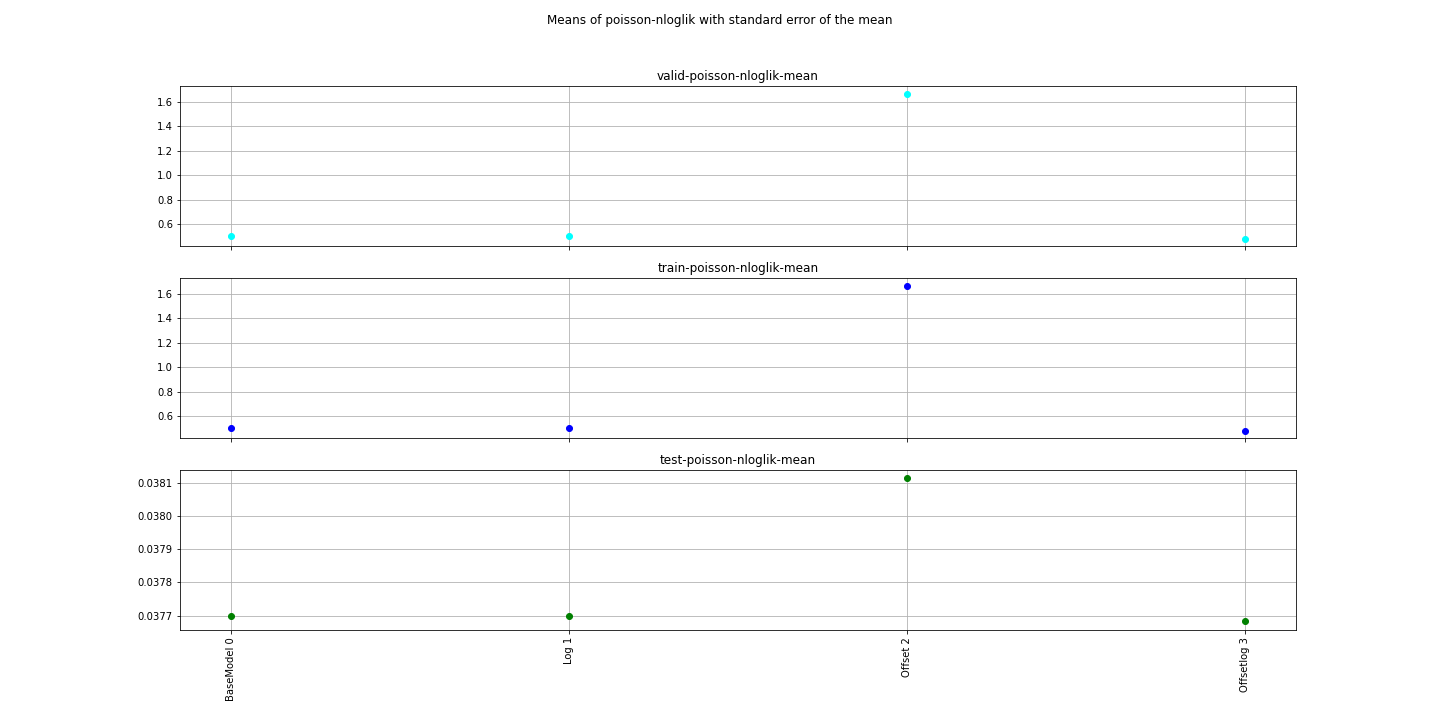 Means of poisson-nloglik with standard error of the mean
valid-poisson-nloglik-mean
1.6
1.4
1.2
1.0
0.8
0.6
train-poisson-nloglik-mean
1.6
1.4
1.2
1.0
0.8
0.6
test-poisson-nloglik-mean
0.0381
0.0380
0.0379
0.0378
0.0377
BaseModel 0
Log 1
Offset 2
Offsetlog 3